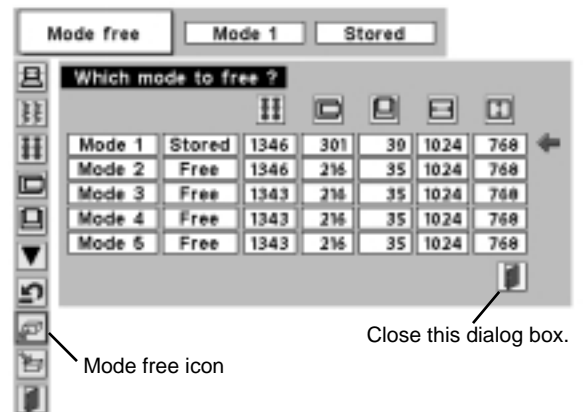 Mode free Mode 1 Stored
Which mode to free ?
Mode 1 Stored 1346 301 39 1024 768
Mode 2 Free 1346 216 35 1024 768
Mode 3 Free 1343 216 35 1024 768
Mode 4 Free 1343 216 35 1024 768
Mode 5 Free 1343 216 35 1024 768
Close this dialog box.
Mode free icon